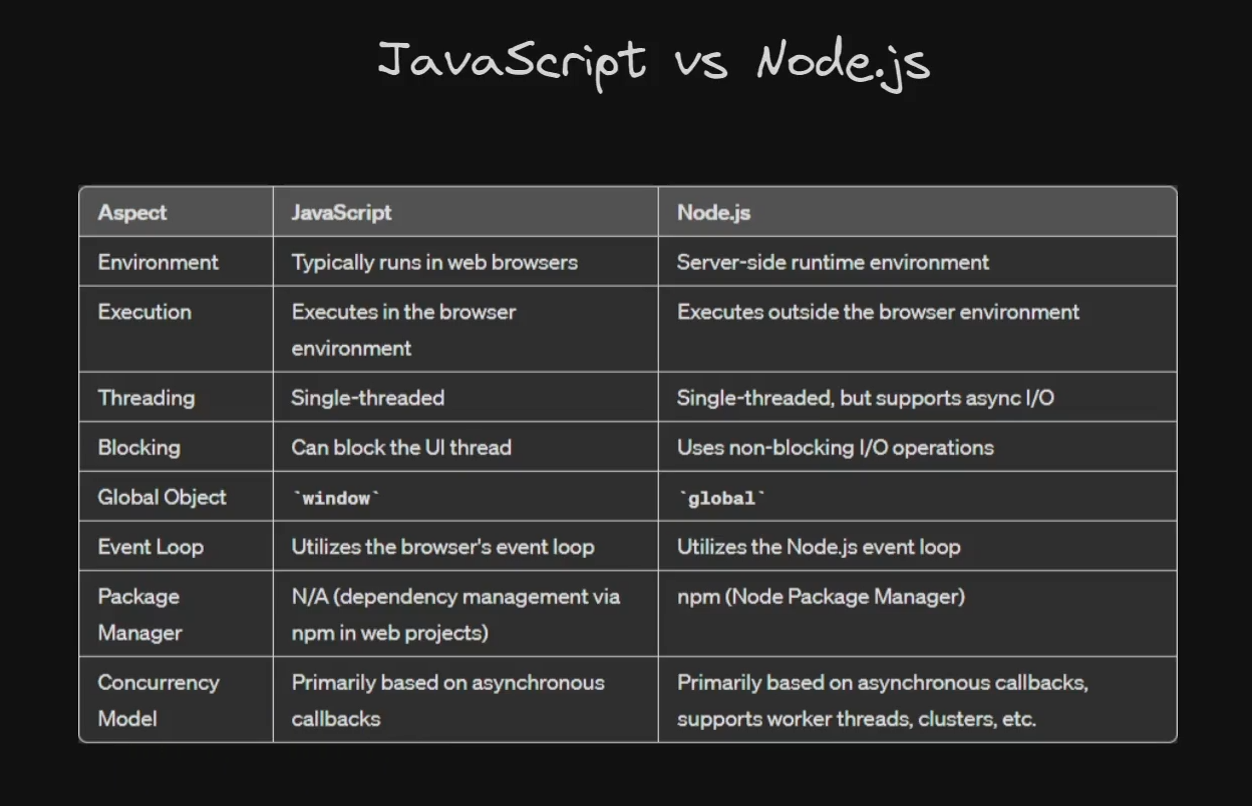 JavaScript vs Node.js
Aspect JavaScript Node.js
Environment Typically runs in web browsers Server-side runtime environment
Execution Executes in the browser Executes outside the browser environment
environment
Threading Single-threaded Single-threaded, but supports async I/O
Blocking Can block the UI thread Uses non-blocking I/O operations
Global Object `window` `global`
Event Loop Utilizes the browser's event loop Utilizes the Node.js event loop
Package N/A (dependency management via npm (Node Package Manager)
Manager npm in web projects)
Concurrency Primarily based on asynchronous Primarily based on asynchronous callbacks,
Model callbacks supports worker threads, clusters, etc.